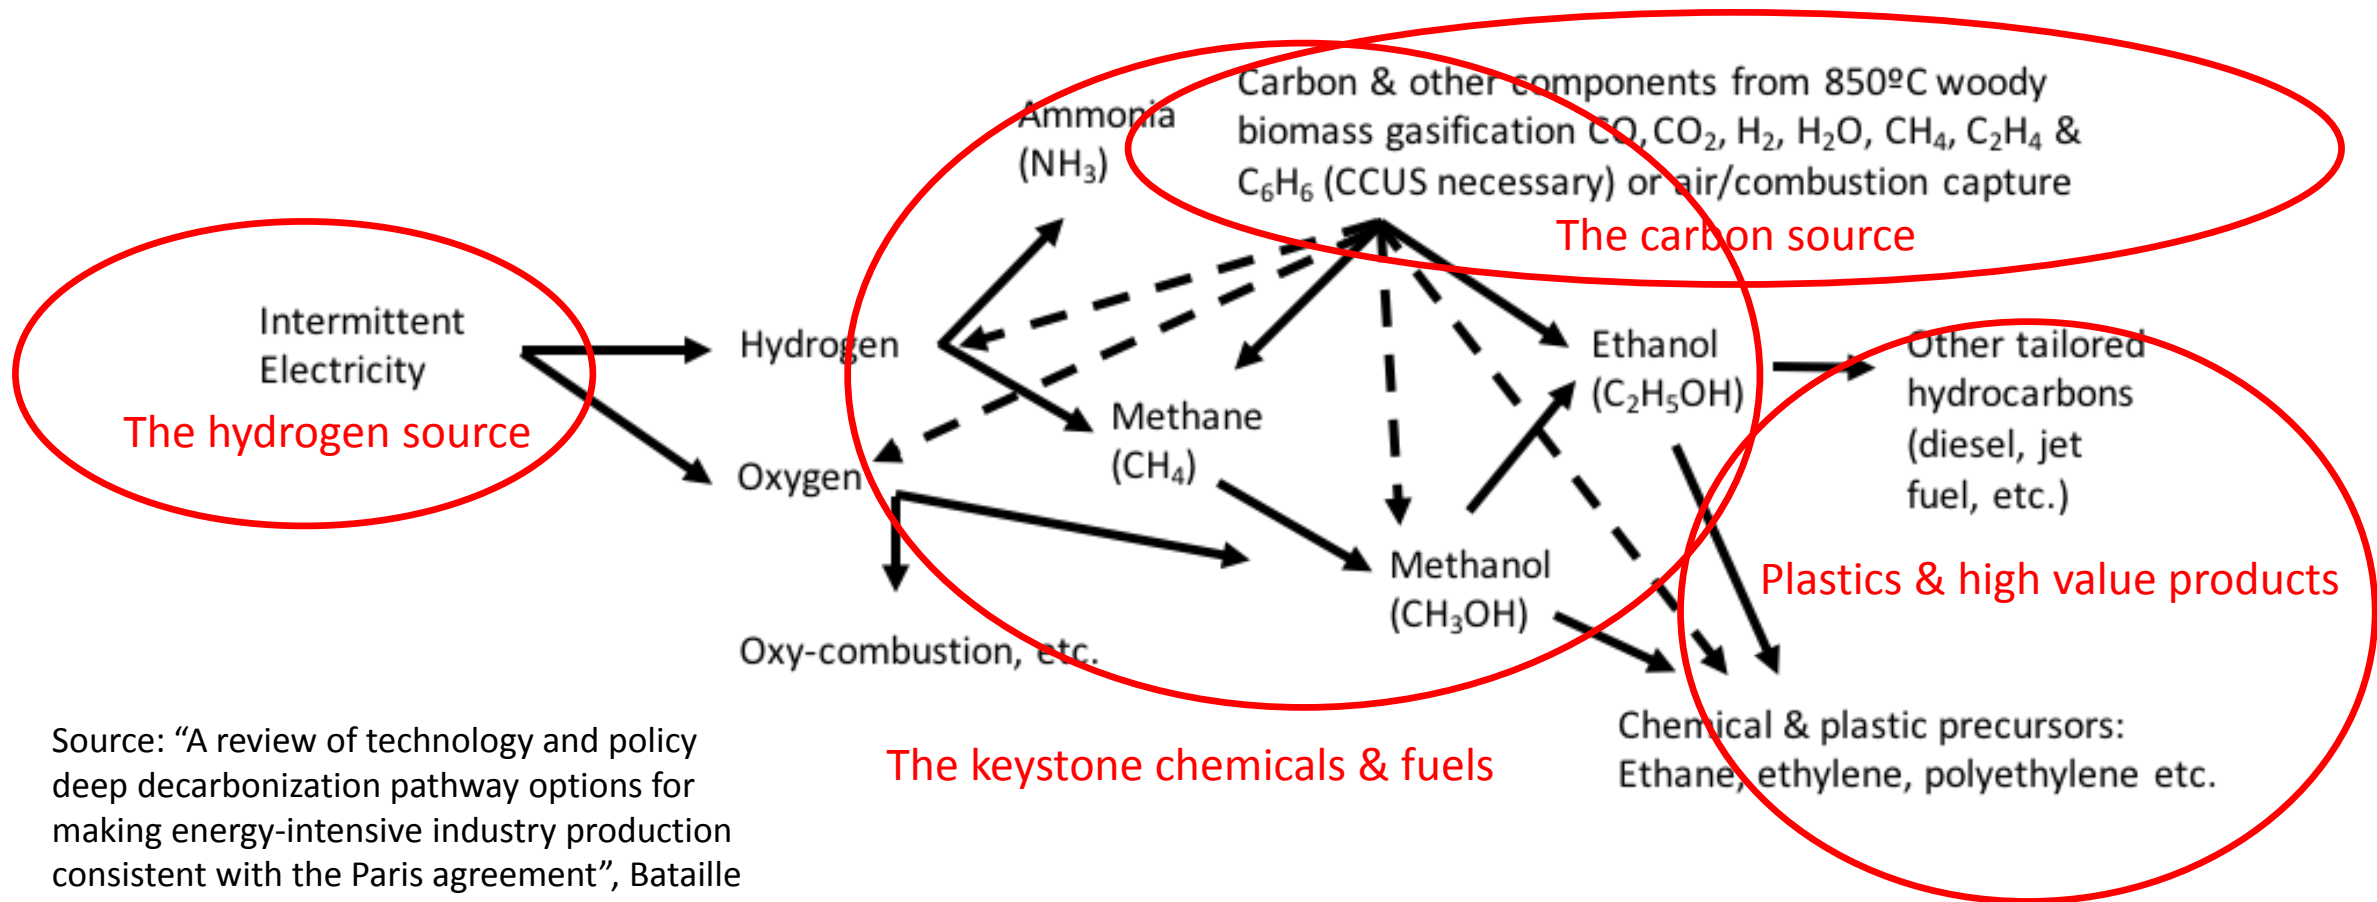 Carbon & other components from 850ºC woody
biomass gasification CO, CO₂, H₂, H₂O, CH₄, C₂H₄ &
C₆H₆ (CCUS necessary) or air/combustion capture
The carbon source
Ammonia
(NH₃)
Intermittent
Electricity
The hydrogen source
Hydrogen
Oxygen
Oxy-combustion, etc.
Methane
(CH₄)
Methanol
(CH₃OH)
Ethanol
(C₂H₅OH)
Other tailored
hydrocarbons
(diesel, jet
fuel, etc.)
Plastics & high value products
Chemical & plastic precursors:
Ethane, ethylene, polyethylene etc.
The keystone chemicals & fuels
Source: “A review of technology and policy
deep decarbonization pathway options for
making energy-intensive industry production
consistent with the Paris agreement”, Bataille